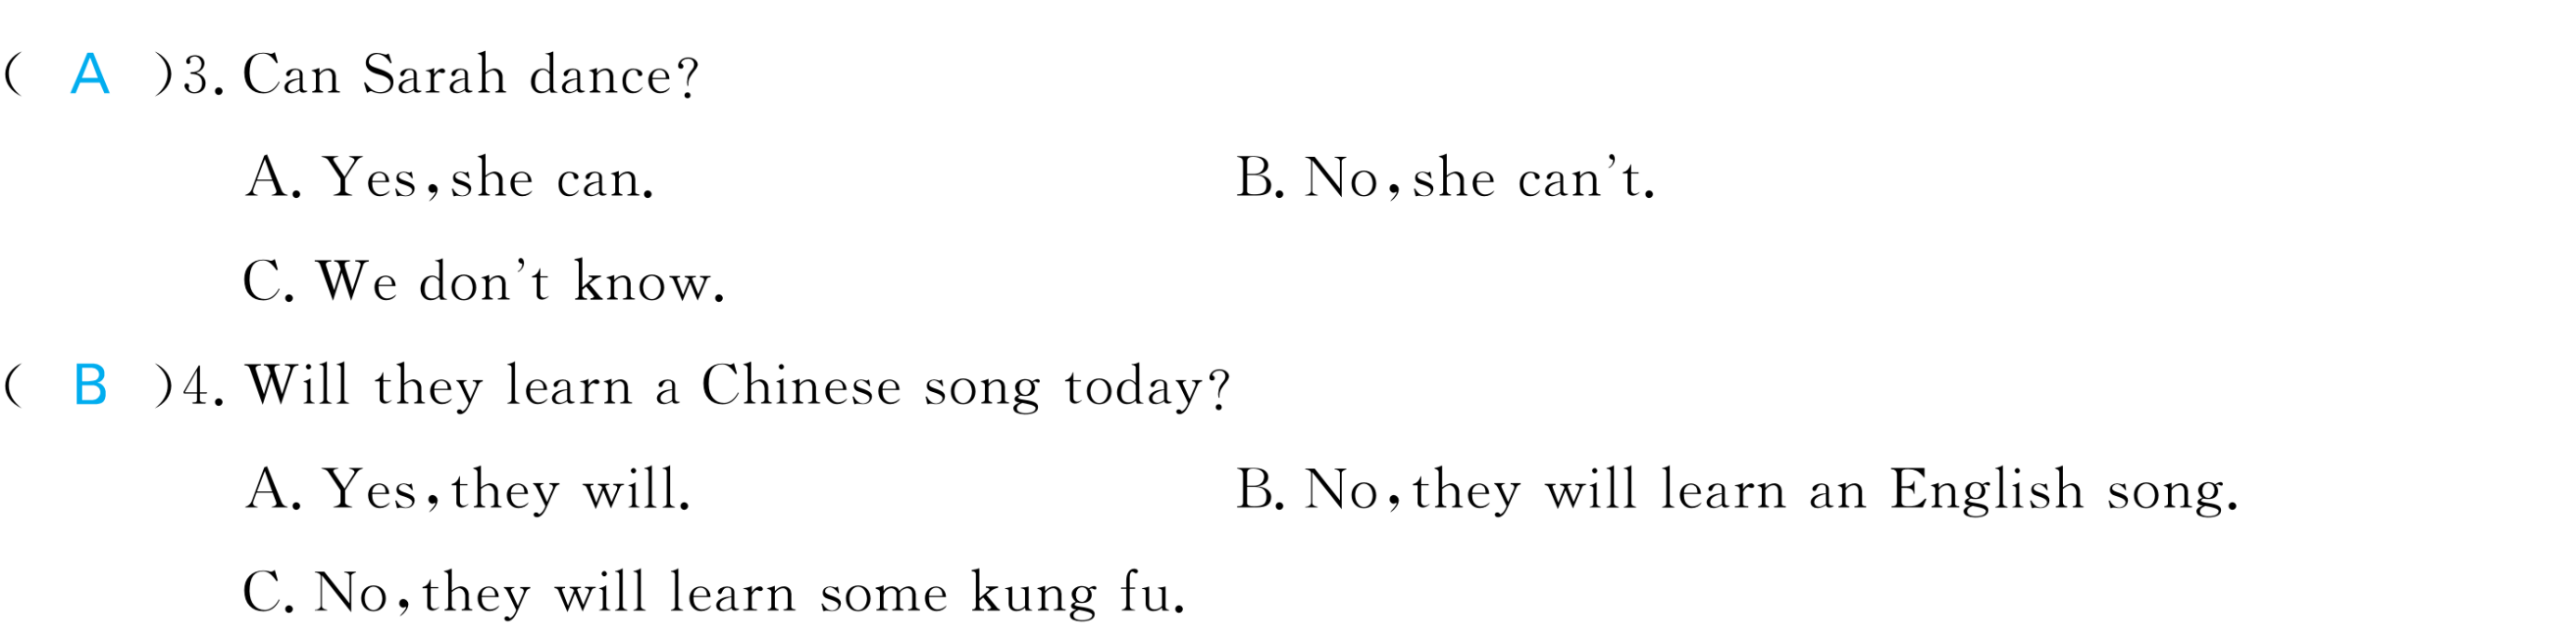 ( A )3. Can Sarah dance?
A. Yes,she can. B. No,she can't.
C. We don't know.
( B )4. Will they learn a Chinese song today?
A. Yes,they will. B. No,they will learn an English song.
C. No,they will learn some kung fu.